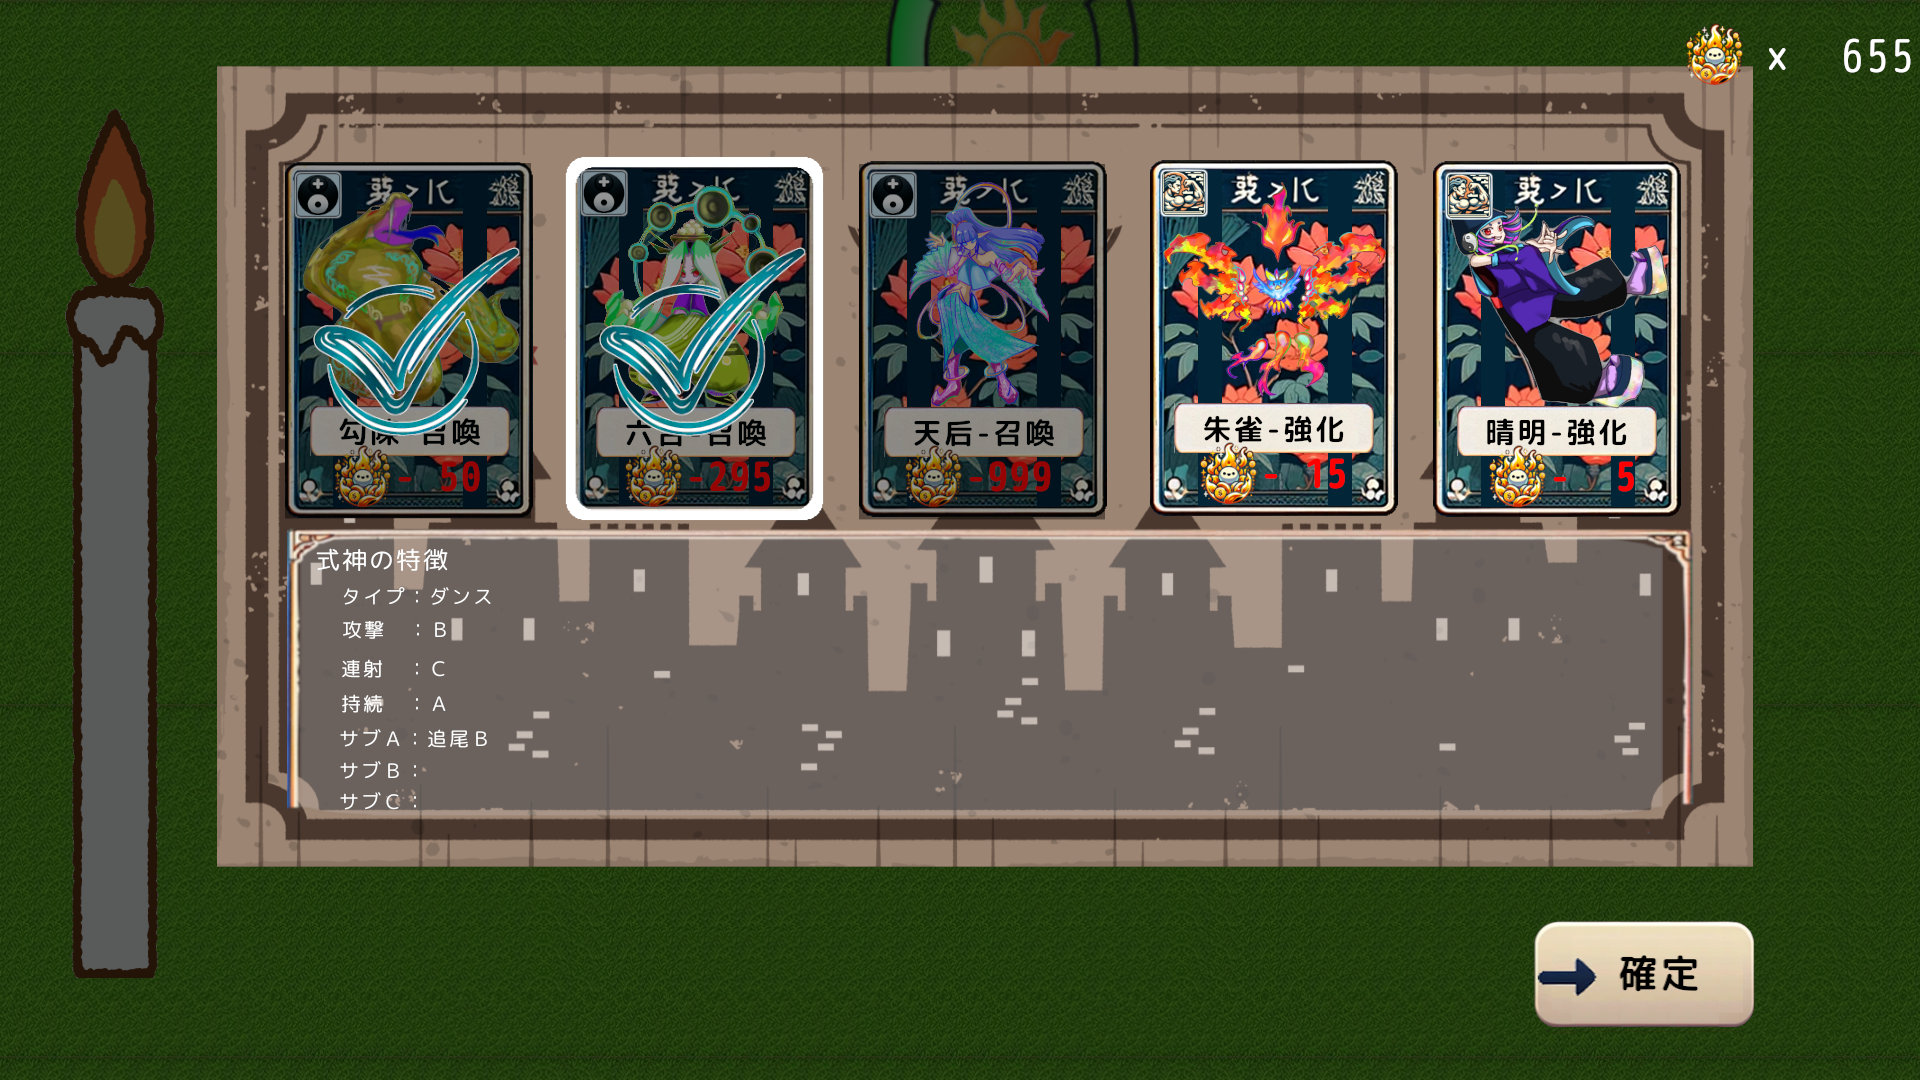 x 655
勾陳-召喚
- 50
六合-召喚
-295
天后-召喚
-999
朱雀-強化
- 15
晴明-強化
- 5
式神の特徴
タイプ：ダンス
攻撃 ：B
連射 ：C
持続 ：A
サブA：追尾B
サブB：
サブC：
確定